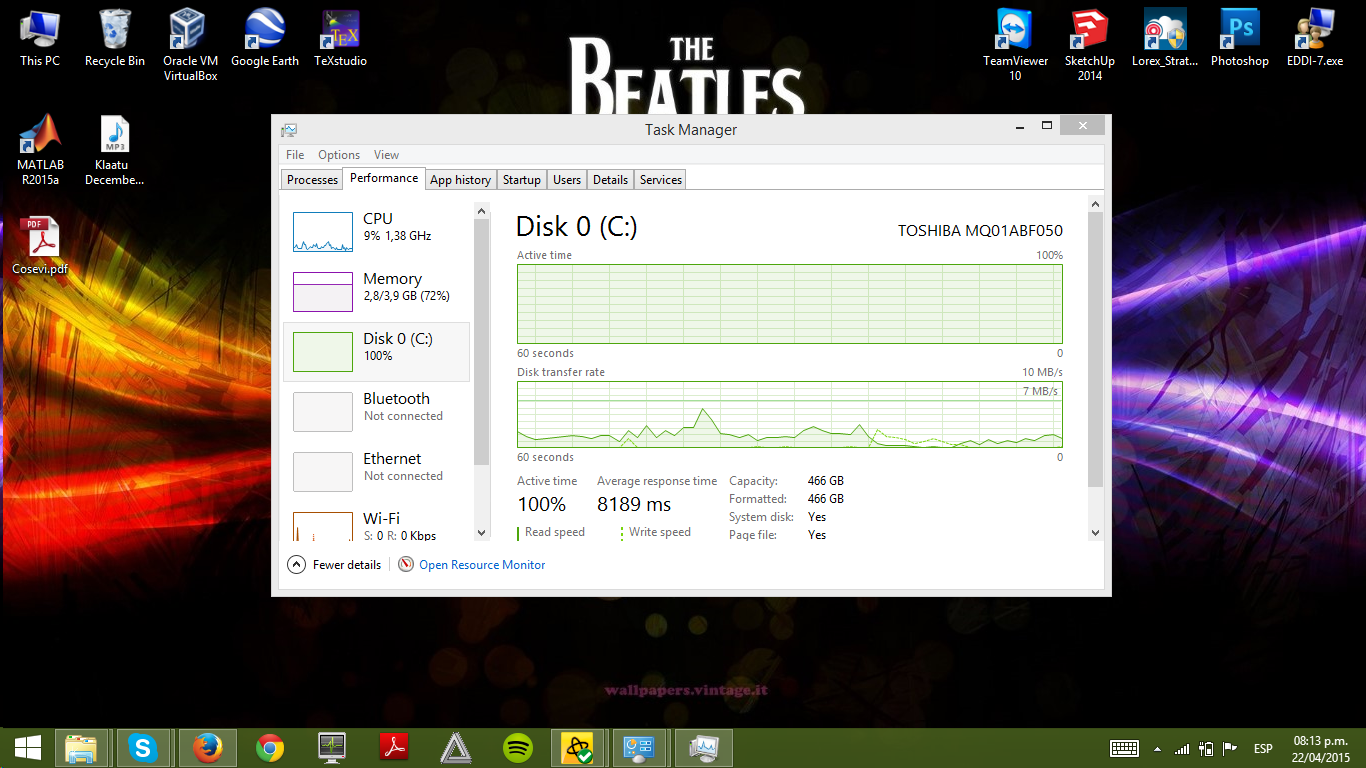 This PC
Recycle Bin
Oracle VM
VirtualBox
Google Earth
TeXstudio
TeamViewer
10
SketchUp
2014
Lorex_Strat...
Photoshop
EDDI-7.exe
TEX
Ps
THE
BEATLES
MATLAB
R2015a
MP3
Klaatu
Decembe...
PDF
Cosevi.pdf
Task Manager
File Options View
Processes Performance App history Startup Users Details Services
CPU
9% 1,38 GHz
Memory
2,8/3,9 GB (72%)
Disk 0 (C:)
100%
Bluetooth
Not connected
Ethernet
Not connected
Wi-Fi
S: 0 R: 0 Kbps
Disk 0 (C:) TOSHIBA MQ01ABF050
Active time 100%
60 seconds 0
Disk transfer rate 10 MB/s
7 MB/s
60 seconds 0
Active time
100%
Average response time
8189 ms
Read speed Write speed
Capacity: 466 GB
Formatted: 466 GB
System disk: Yes
Page file: Yes
Fewer details Open Resource Monitor
wallpapers.vintage.it
ESP
08:13 p.m.
22/04/2015